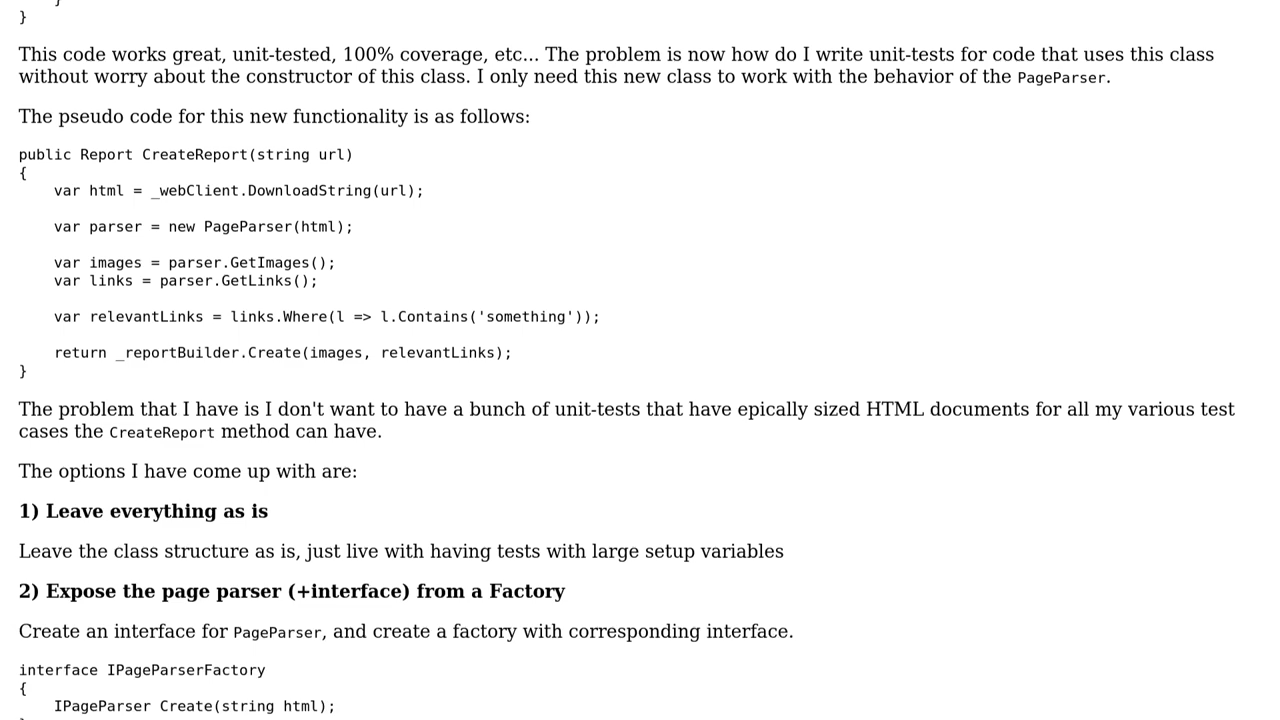 }
This code works great, unit-tested, 100% coverage, etc... The problem is now how do I write unit-tests for code that uses this class
without worry about the constructor of this class. I only need this new class to work with the behavior of the PageParser.
The pseudo code for this new functionality is as follows:
public Report CreateReport(string url)
{
    var html = _webClient.DownloadString(url);
    var parser = new PageParser(html);
    var images = parser.GetImages();
    var links = parser.GetLinks();
    var relevantLinks = links.Where(l => l.Contains('something'));
    return _reportBuilder.Create(images, relevantLinks);
}
The problem that I have is I don't want to have a bunch of unit-tests that have epically sized HTML documents for all my various test
cases the CreateReport method can have.
The options I have come up with are:
1) Leave everything as is
Leave the class structure as is, just live with having tests with large setup variables
2) Expose the page parser (+interface) from a Factory
Create an interface for PageParser, and create a factory with corresponding interface.
interface IPageParserFactory
{
    IPageParser Create(string html);